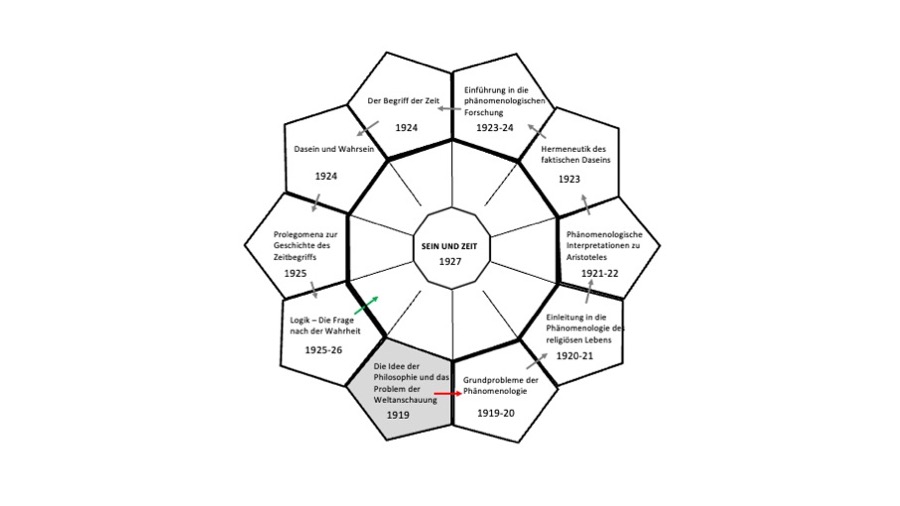 Der Begriff der Zeit
1924
Einführung in die
phänomenologischen
Forschung
1923-24
Dasein und Wahrsein
1924
Hermeneutik des
faktischen Daseins
1923
Prolegomena zur
Geschichte des
Zeitbegriffs
1925
SEIN UND ZEIT
1927
Phänomenologische
Interpretationen zu
Aristoteles
1921-22
Logik – Die Frage
nach der Wahrheit
1925-26
Einleitung in die
Phänomenologie des
religiösen Lebens
1920-21
Die Idee der
Philosophie und das
Problem der
Weltanschauung
1919
Grundprobleme der
Phänomenologie
1919-20